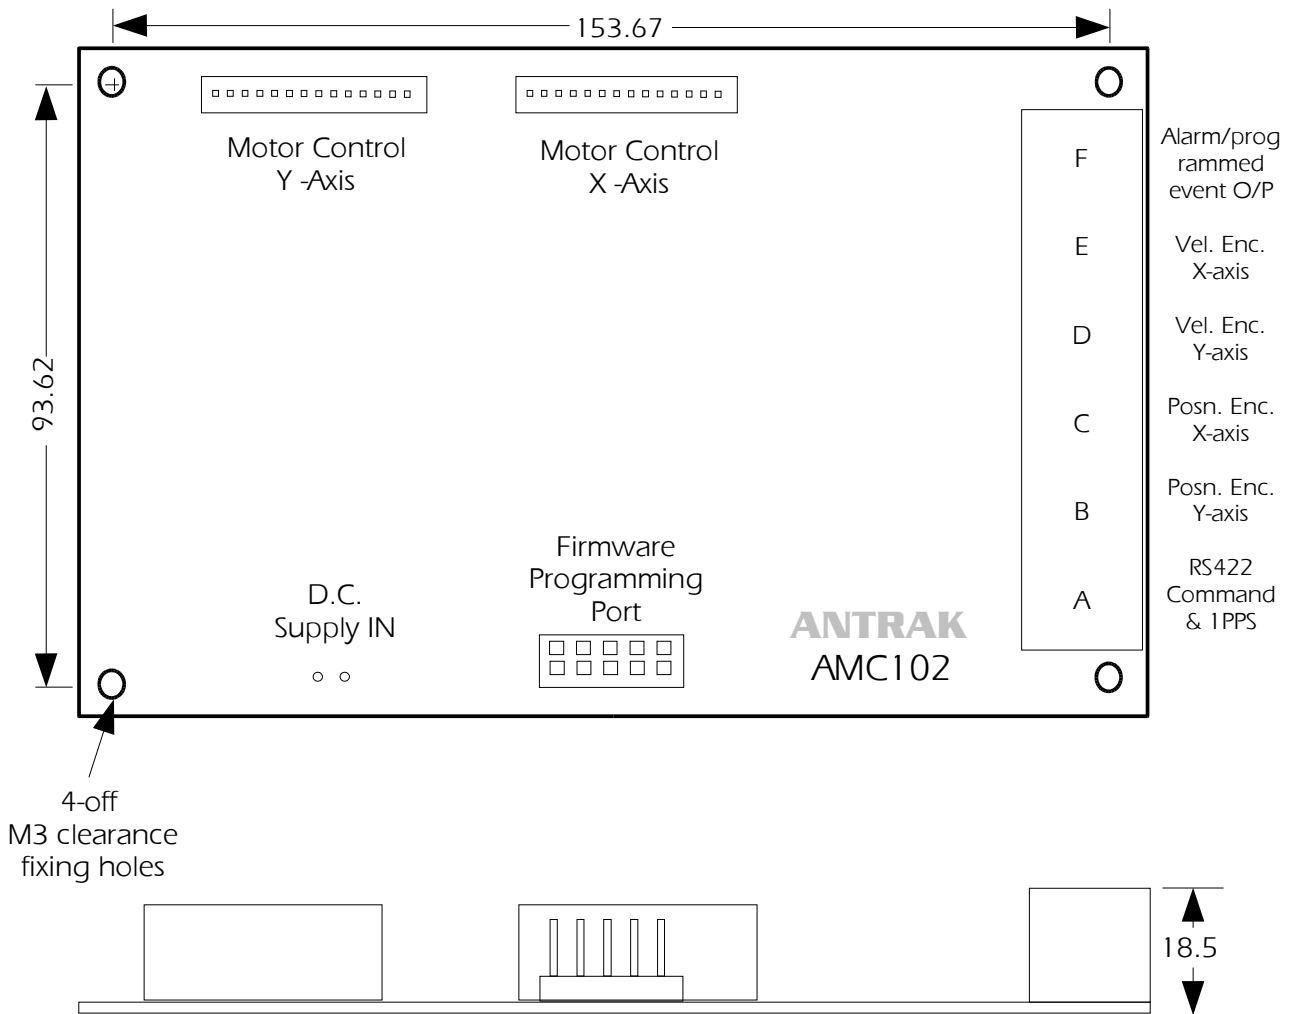 153.67
Motor Control
Y -Axis
Motor Control
X -Axis
F
Alarm/prog
rammed
event O/P
E
Vel. Enc.
X-axis
D
Vel. Enc.
Y-axis
93.62
C
Posn. Enc.
X-axis
B
Posn. Enc.
Y-axis
Firmware
Programming
Port
D.C.
Supply IN
A
RS422
Command
& 1PPS
ANTRAK
AMC102
4-off
M3 clearance
fixing holes
18.5